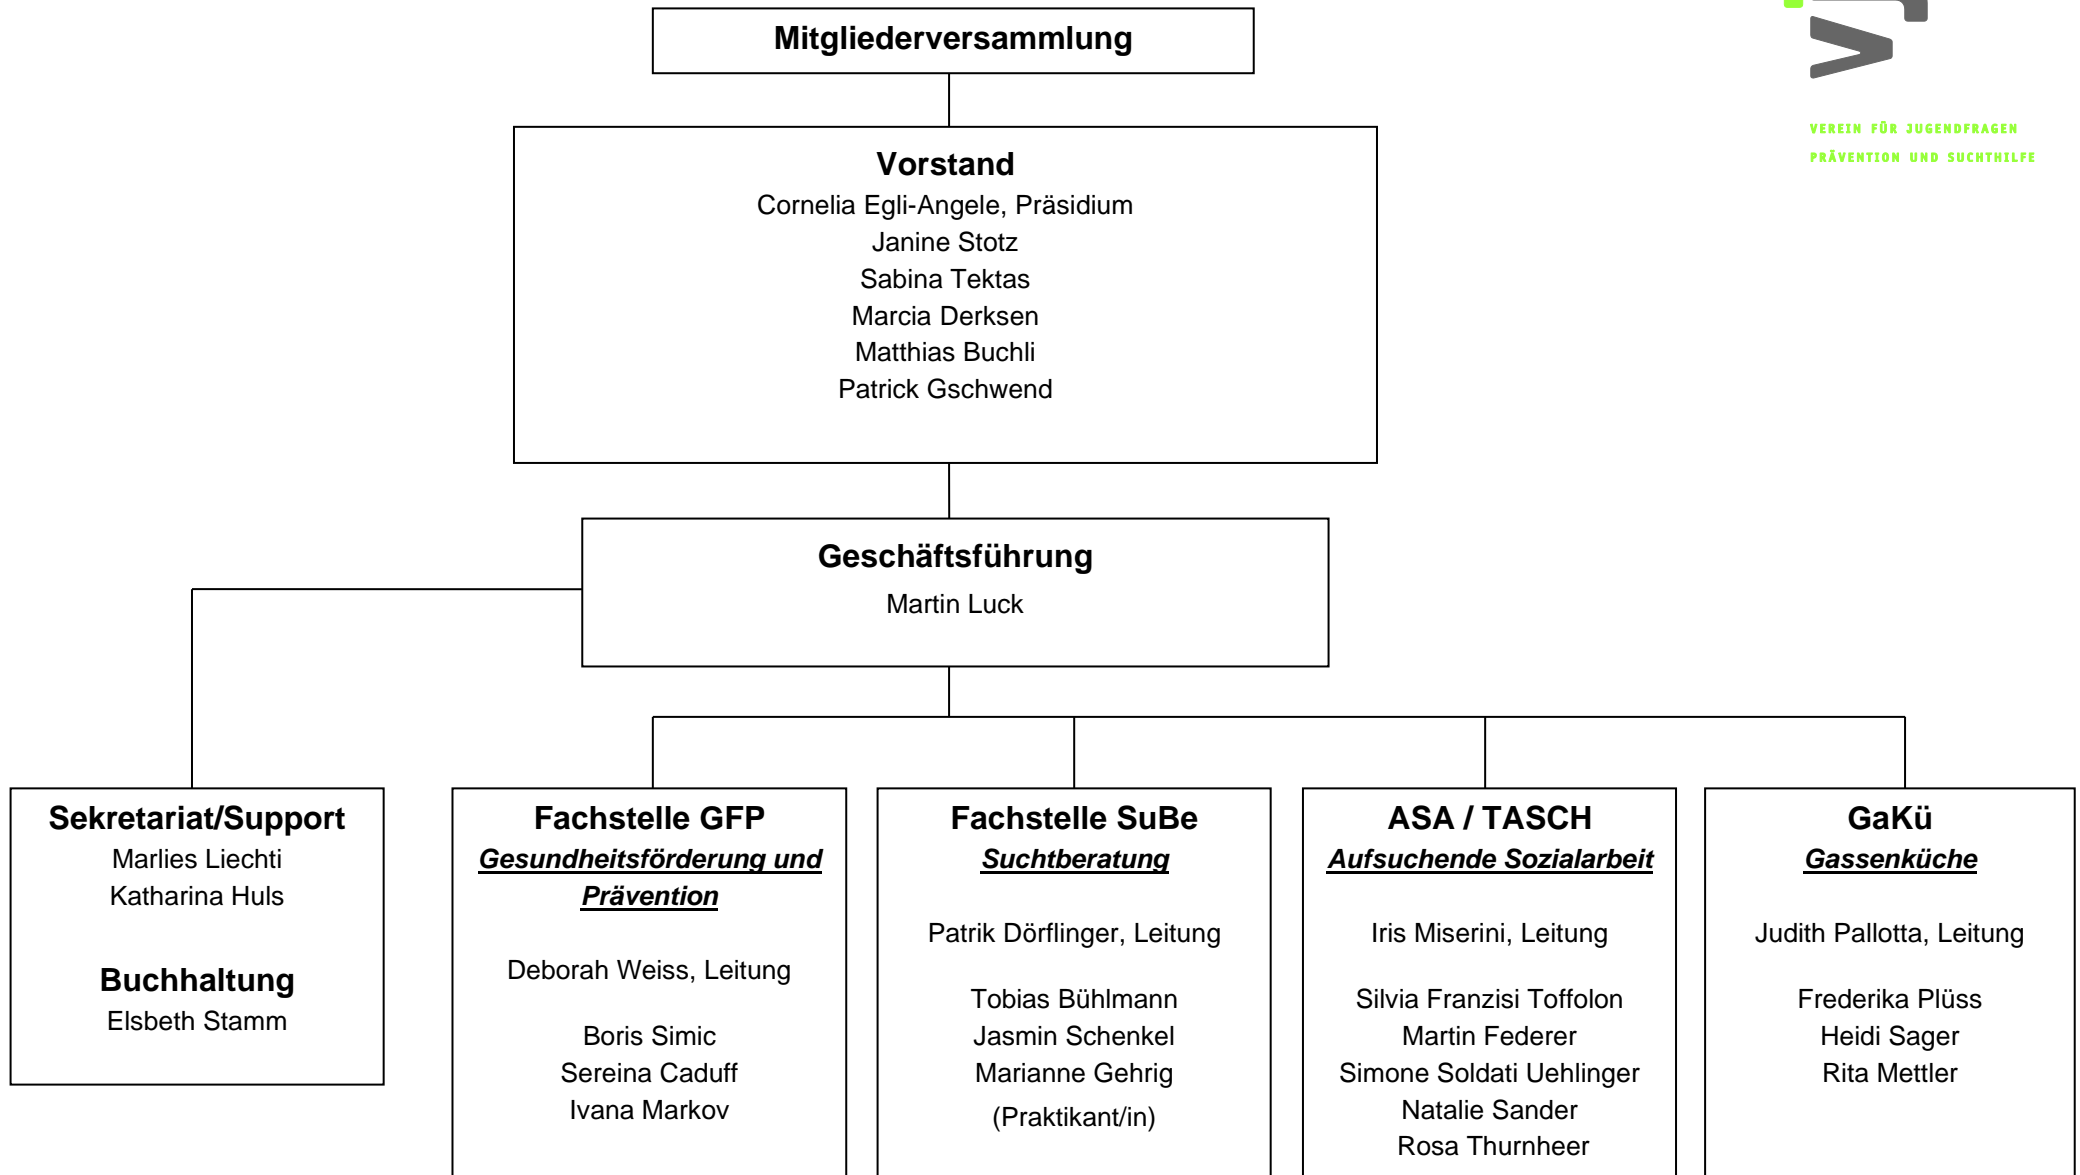 Mitgliederversammlung
VEREIN FÜR JUGENDFRAGEN
PRÄVENTION UND SUCHTHILFE
Vorstand
Cornelia Egli-Angele, Präsidium
Janine Stotz
Sabina Tektas
Marcia Derksen
Matthias Buchli
Patrick Gschwend
Geschäftsführung
Martin Luck
Sekretariat/Support
Marlies Liechti
Katharina Huls
Buchhaltung
Elsbeth Stamm
Fachstelle GFP
Gesundheitsförderung und
Prävention
Deborah Weiss, Leitung
Boris Simic
Sereina Caduff
Ivana Markov
Fachstelle SuBe
Suchtberatung
Patrik Dörflinger, Leitung
Tobias Bühlmann
Jasmin Schenkel
Marianne Gehrig
(Praktikant/in)
ASA / TASCH
Aufsuchende Sozialarbeit
Iris Miserini, Leitung
Silvia Franzisi Toffolon
Martin Federer
Simone Soldati Uehlinger
Natalie Sander
Rosa Thurnheer
GaKü
Gassenküche
Judith Pallotta, Leitung
Frederika Plüss
Heidi Sager
Rita Mettler